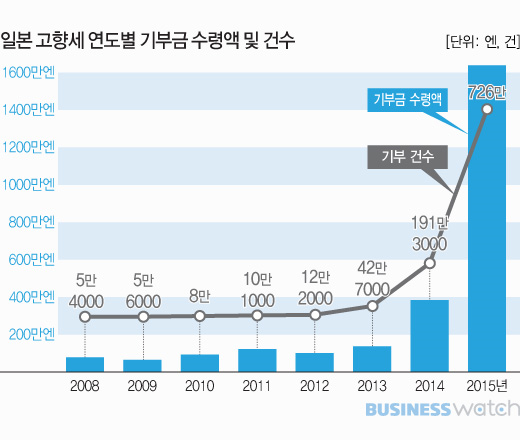 일본 고향세 연도별 기부금 수령액 및 건수
[단위: 엔, 건]
1600만엔
1400만엔
1200만엔
1000만엔
800만엔
600만엔
400만엔
200만엔
기부금 수령액
기부 건수
5만
4000
5만
6000
8만
10만
1000
12만
2000
42만
7000
191만
3000
726만
2008 2009 2010 2011 2012 2013 2014 2015년
BUSINESSwatch